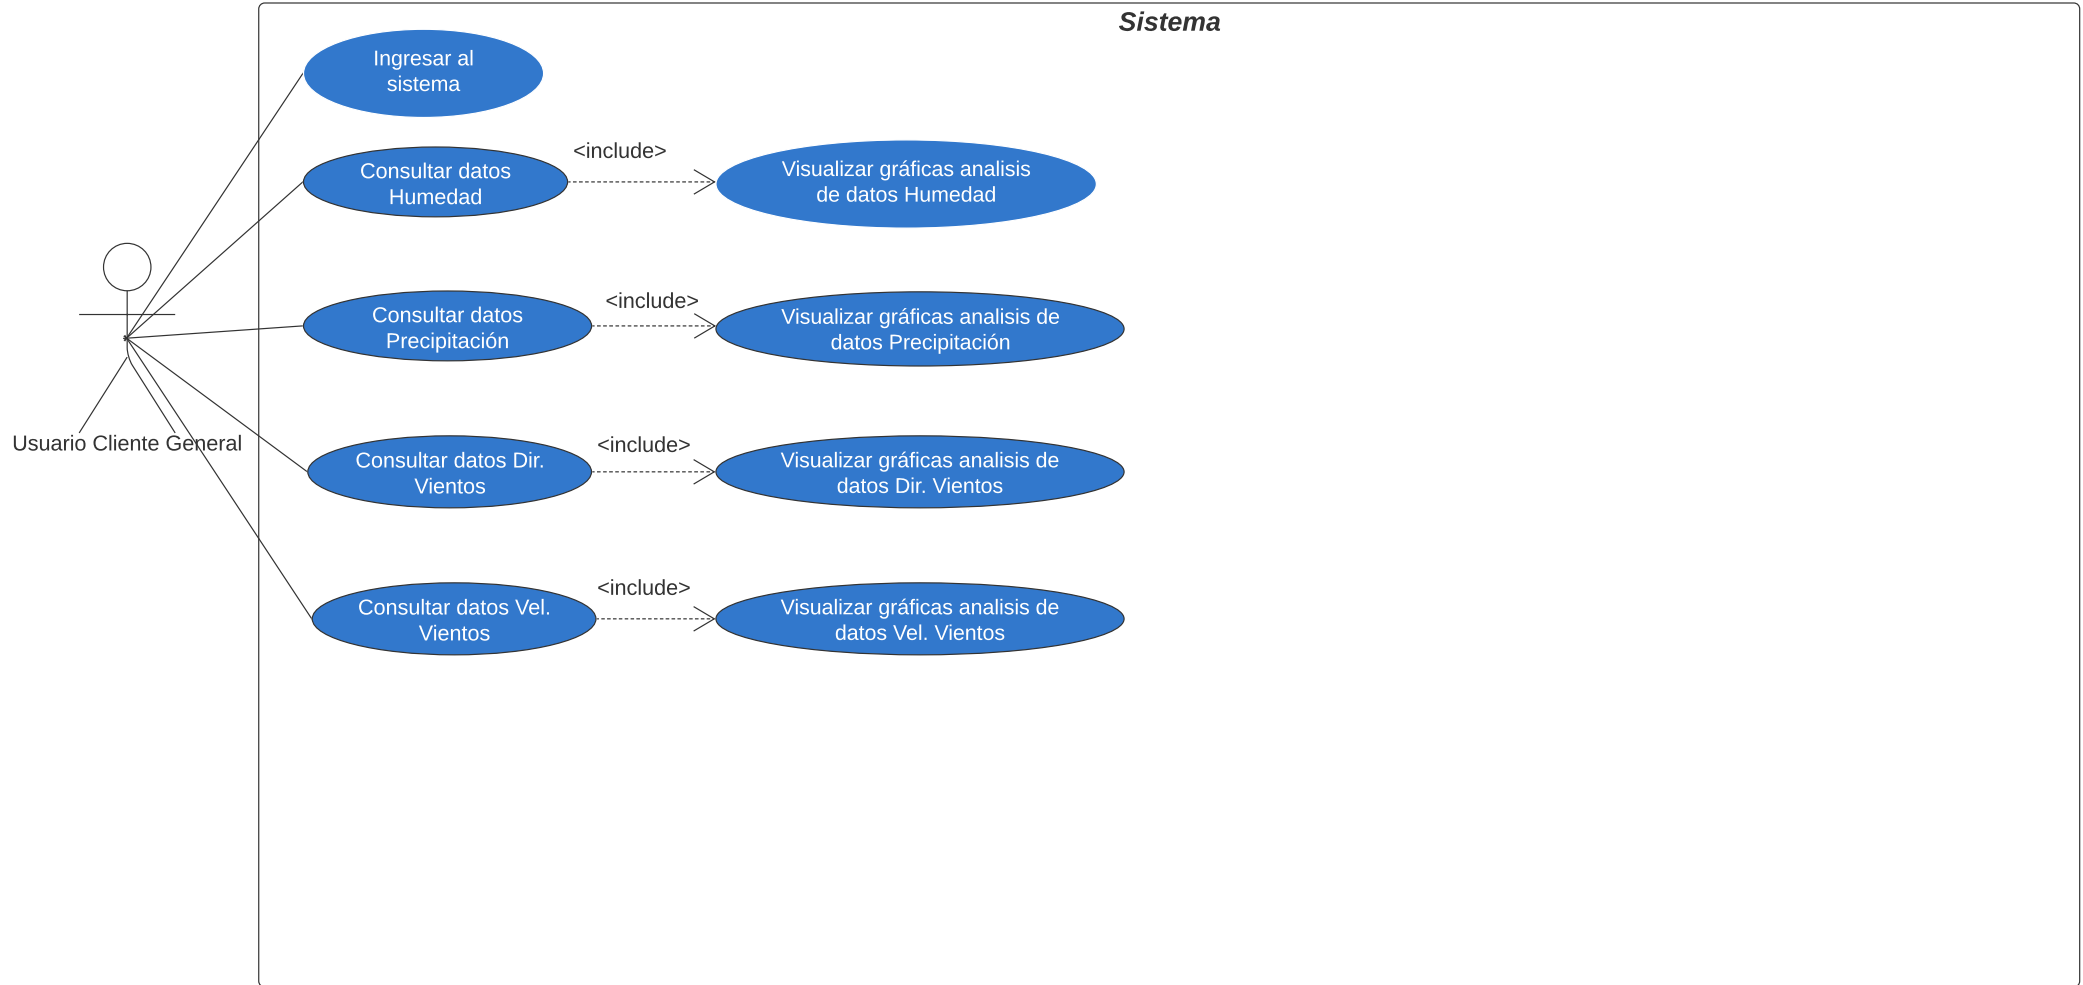 Sistema
Ingresar al
sistema
Consultar datos
Humedad
<include>
Visualizar gráficas analisis
de datos Humedad
Consultar datos
Precipitación
<include>
Visualizar gráficas analisis de
datos Precipitación
Usuario Cliente General
Consultar datos Dir.
Vientos
<include>
Visualizar gráficas analisis de
datos Dir. Vientos
Consultar datos Vel.
Vientos
<include>
Visualizar gráficas analisis de
datos Vel. Vientos